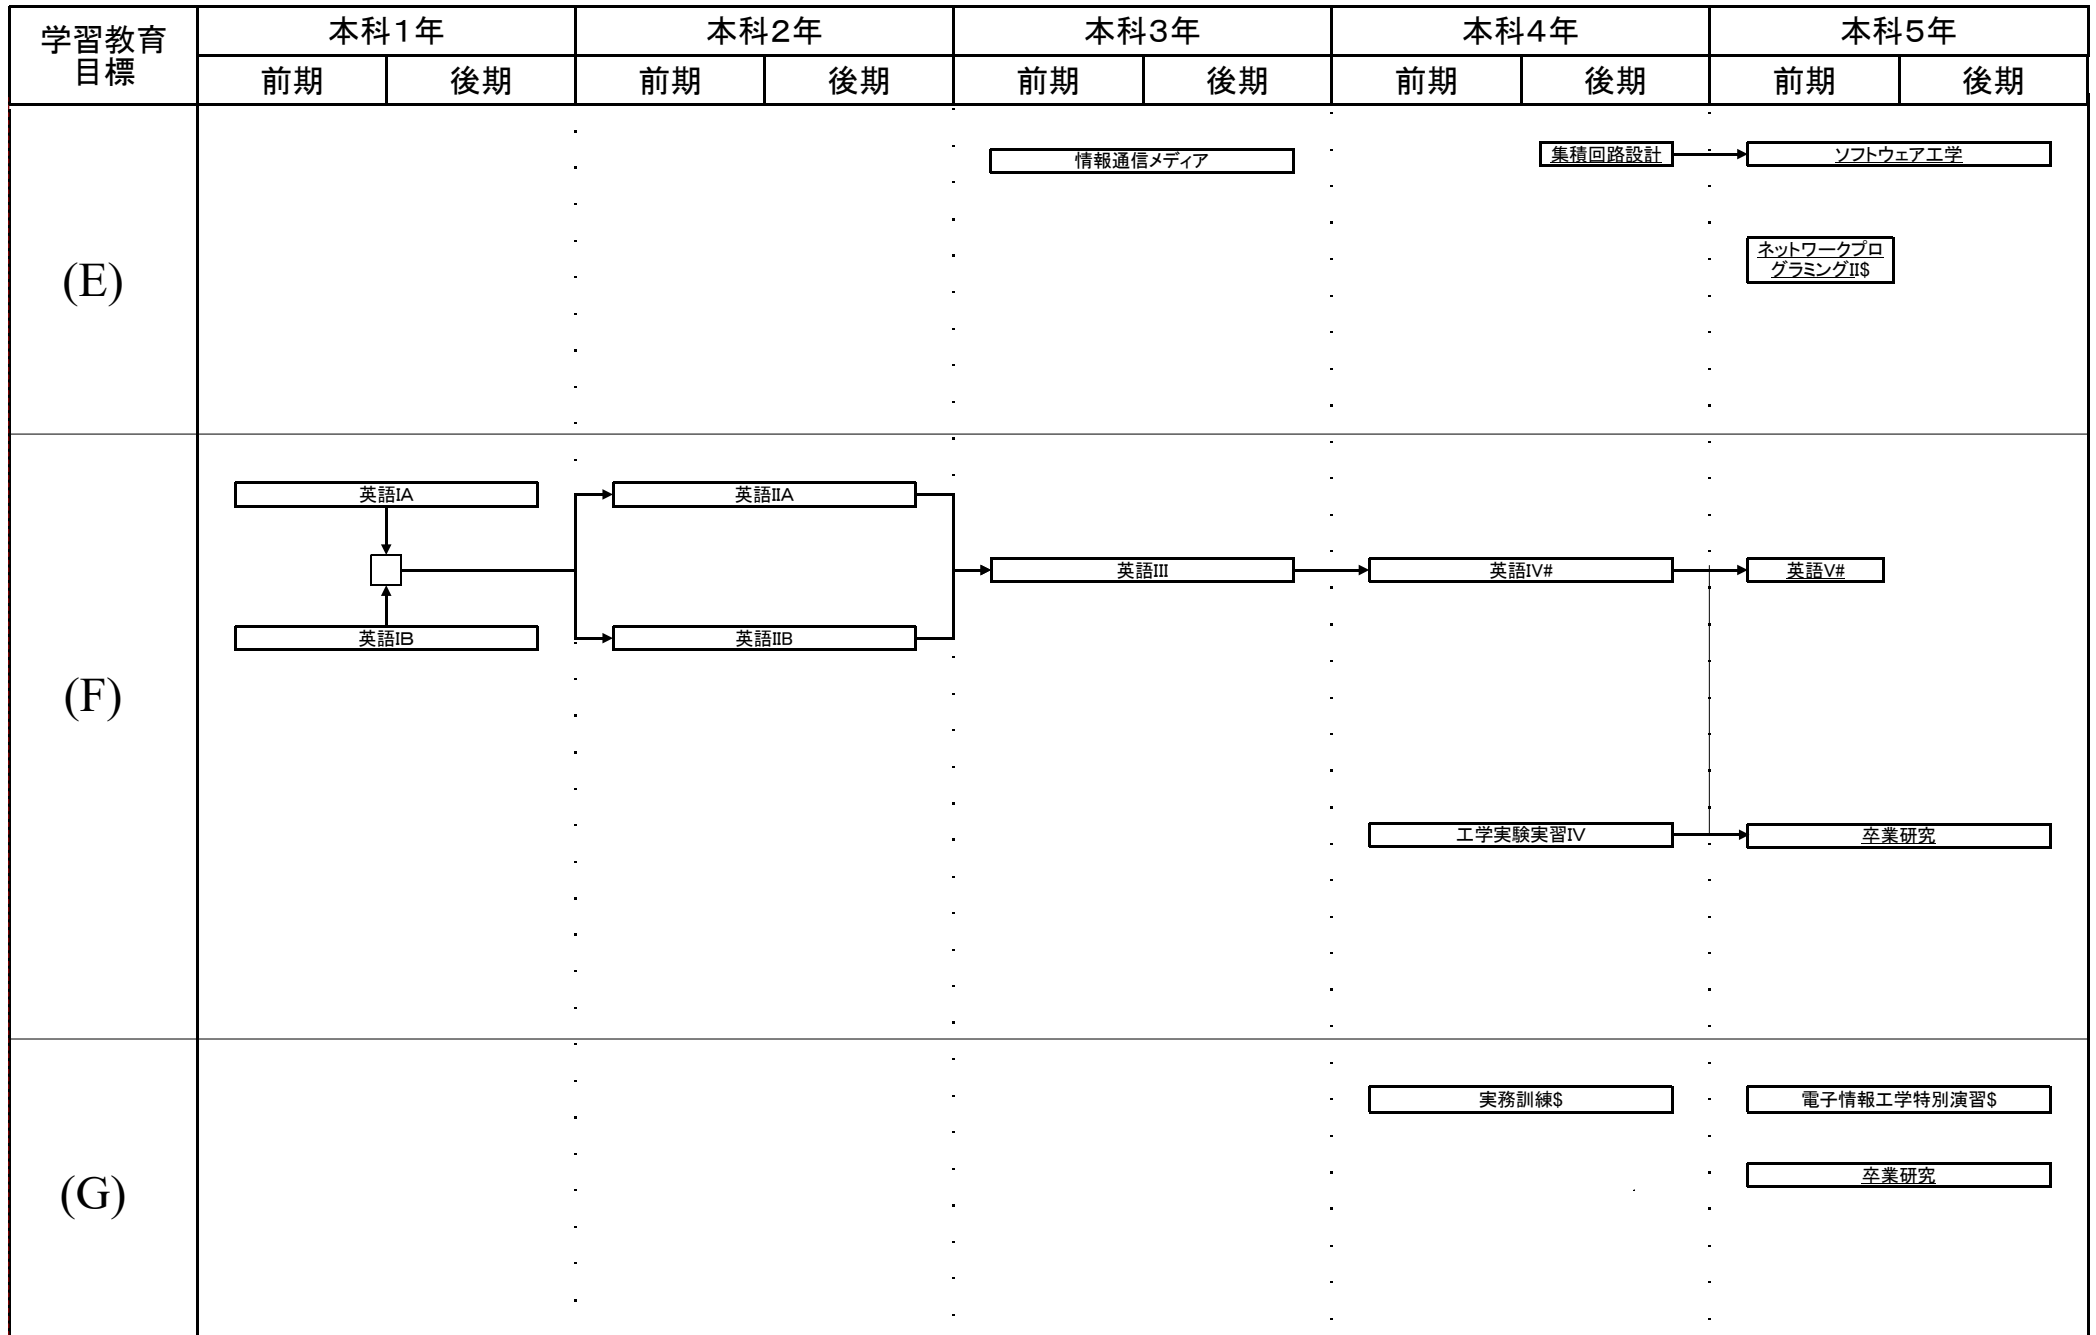 学習教育
目標
本科1年
本科2年
本科3年
本科4年
本科5年
前期
後期
前期
後期
前期
後期
前期
後期
前期
後期
(E)
情報通信メディア
集積回路設計
ソフトウェア工学
ネットワークプロ
グラミングII$
(F)
英語IA
英語IIA
英語III
英語IV#
英語V#
英語IB
英語IIB
工学実験実習IV
卒業研究
(G)
実務訓練$
電子情報工学特別演習$
卒業研究